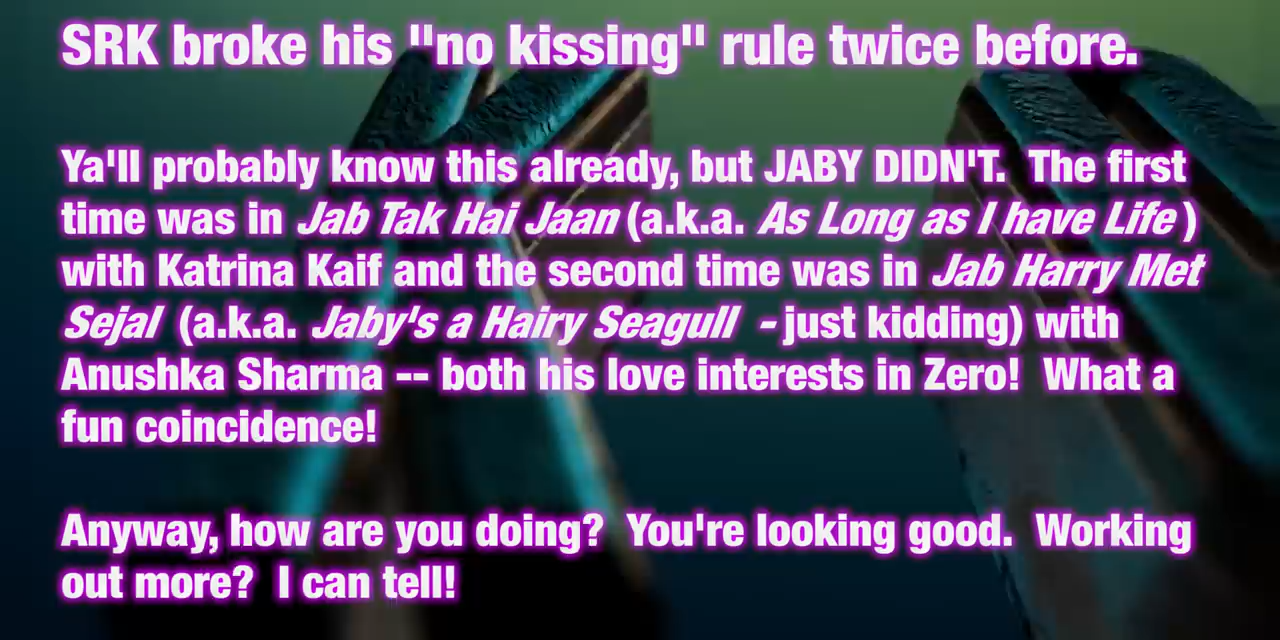 SRK broke his "no kissing" rule twice before.
Ya'll probably know this already, but JABY DIDN'T. The first
time was in Jab Tak Hai Jaan (a.k.a. As Long as I have Life)
with Katrina Kaif and the second time was in Jab Harry Met
Sejal (a.k.a. Jaby's a Hairy Seagull - just kidding) with
Anushka Sharma -- both his love interests in Zero! What a
fun coincidence!
Anyway, how are you doing? You're looking good. Working
out more? I can tell!